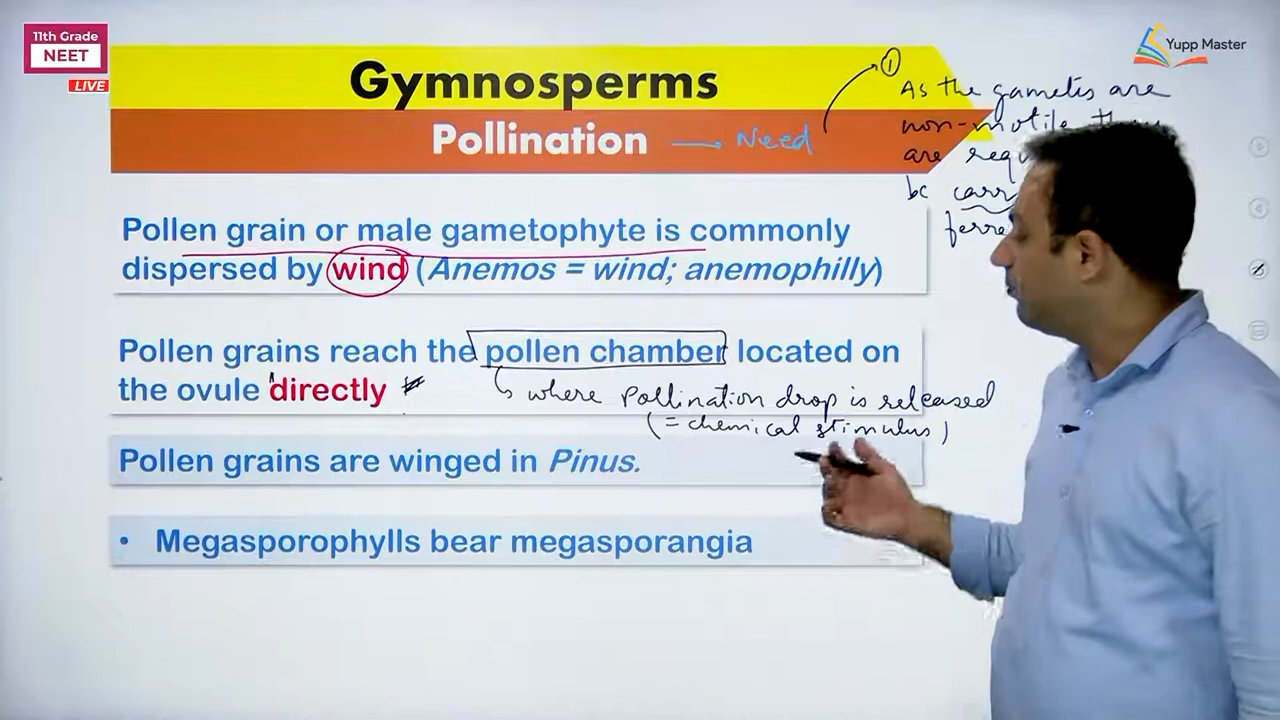 11th Grade
NEET
LIVE
Yupp Master
Gymnosperms
Pollination → Need
①
As the gametes are
non-motile
are
be
Pollen grain or male gametophyte is commonly
dispersed by wind (Anemos = wind; anemophilly)
Pollen grains reach the pollen chamber located on
the ovule directly
where pollination drop is released
(= chemical stimulus)
Pollen grains are winged in Pinus.
• Megasporophylls bear megasporangia